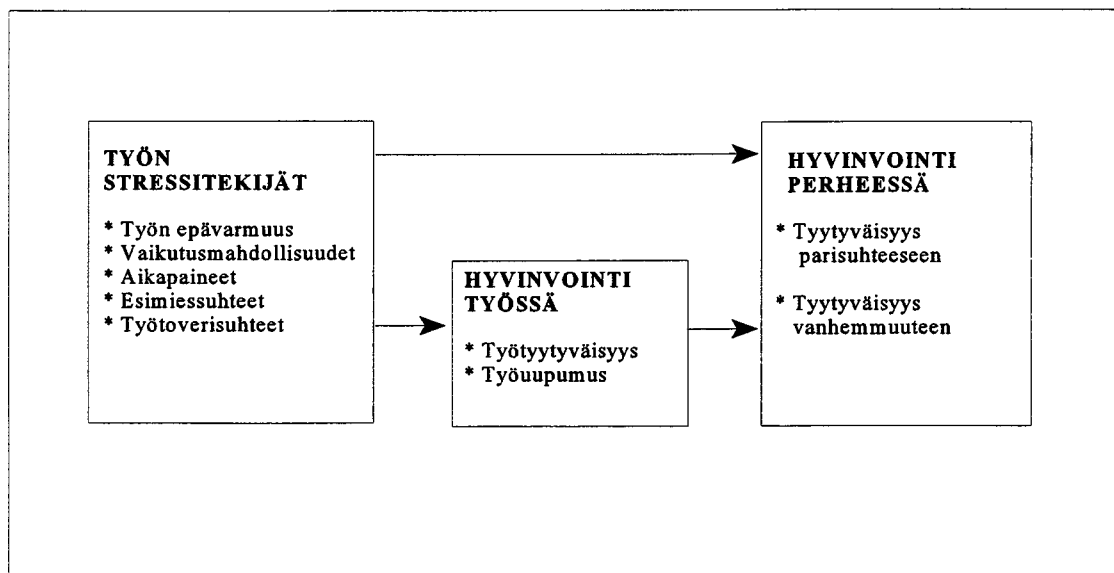 TYÖN
STRESSITEKIJÄT
* Työn epävarmuus
* Vaikutusmahdollisuudet
* Aikapaineet
* Esimiessuhteet
* Työtoverisuhteet
HYVINVOINTI
TYÖSSÄ
* Työtyytyväisyys
* Työuupumus
HYVINVOINTI
PERHEESSÄ
* Tyytyväisyys
parisuhteeseen
* Tyytyväisyys
vanhemmuuteen